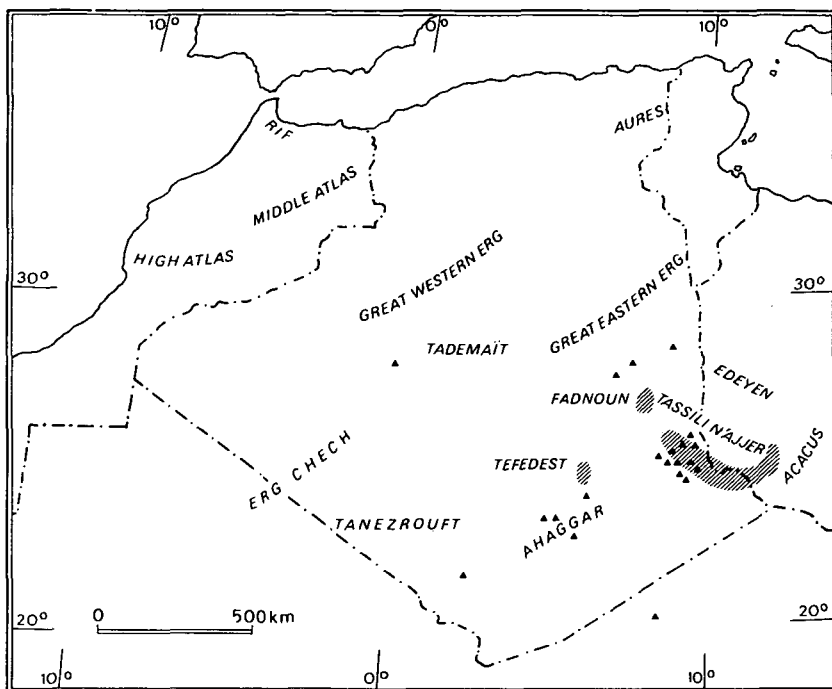 10° 0° 10°
RIF
AURES
MIDDLE ATLAS
HIGH ATLAS
30° 30°
GREAT WESTERN ERG
GREAT EASTERN ERG
TADEMAÏT
EDEYEN
FADNOUN
TASSILI N'AJJER
ACACUS
ERG CHECH
TEFEDEST
TANEZROUFT
AHAGGAR
0 500km
20° 20°
10° 0° 10°